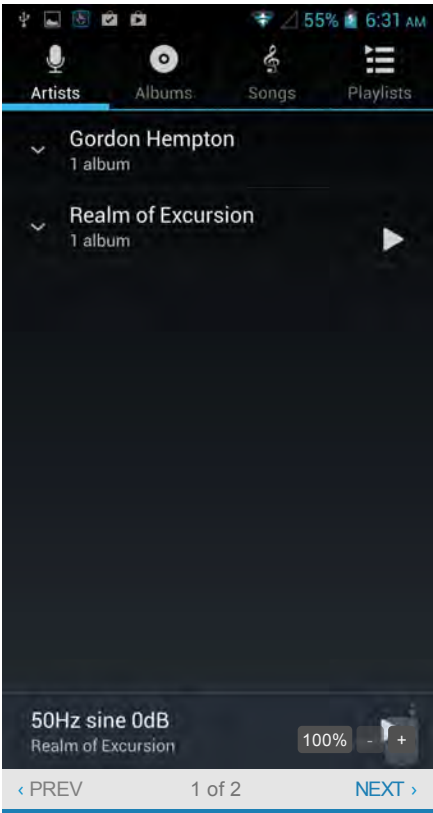 55% 6:31 AM
Artists Albums Songs Playlists
Gordon Hempton
1 album
Realm of Excursion
1 album
50Hz sine 0dB
Realm of Excursion
100% - +
‹ PREV 1 of 2 NEXT ›